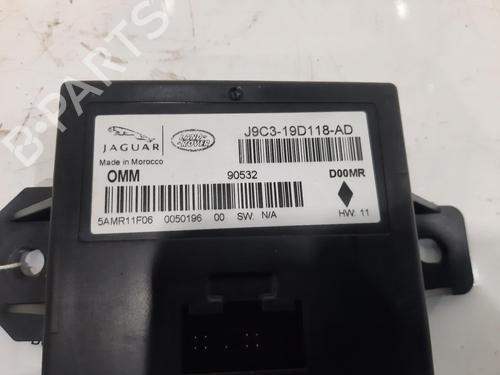 B-PARTS
JAGUAR
LAND ROVER
J9C3-19D118-AD
Made in Morocco
OMM 90532 D00MR
5AMR11F06 0050196 00 SW: N/A HW: 11